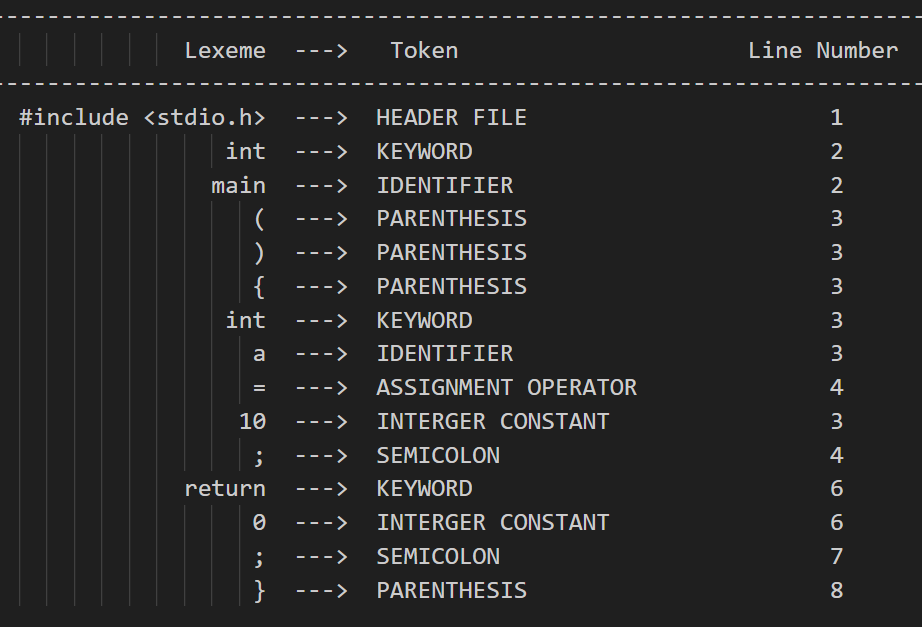 --------------------------------------------------------------------
Lexeme ---> Token Line Number
--------------------------------------------------------------------
#include <stdio.h> ---> HEADER FILE 1
int ---> KEYWORD 2
main ---> IDENTIFIER 2
( ---> PARENTHESIS 3
) ---> PARENTHESIS 3
{ ---> PARENTHESIS 3
int ---> KEYWORD 3
a ---> IDENTIFIER 3
= ---> ASSIGNMENT OPERATOR 4
10 ---> INTERGER CONSTANT 3
; ---> SEMICOLON 4
return ---> KEYWORD 6
0 ---> INTERGER CONSTANT 6
; ---> SEMICOLON 7
} ---> PARENTHESIS 8